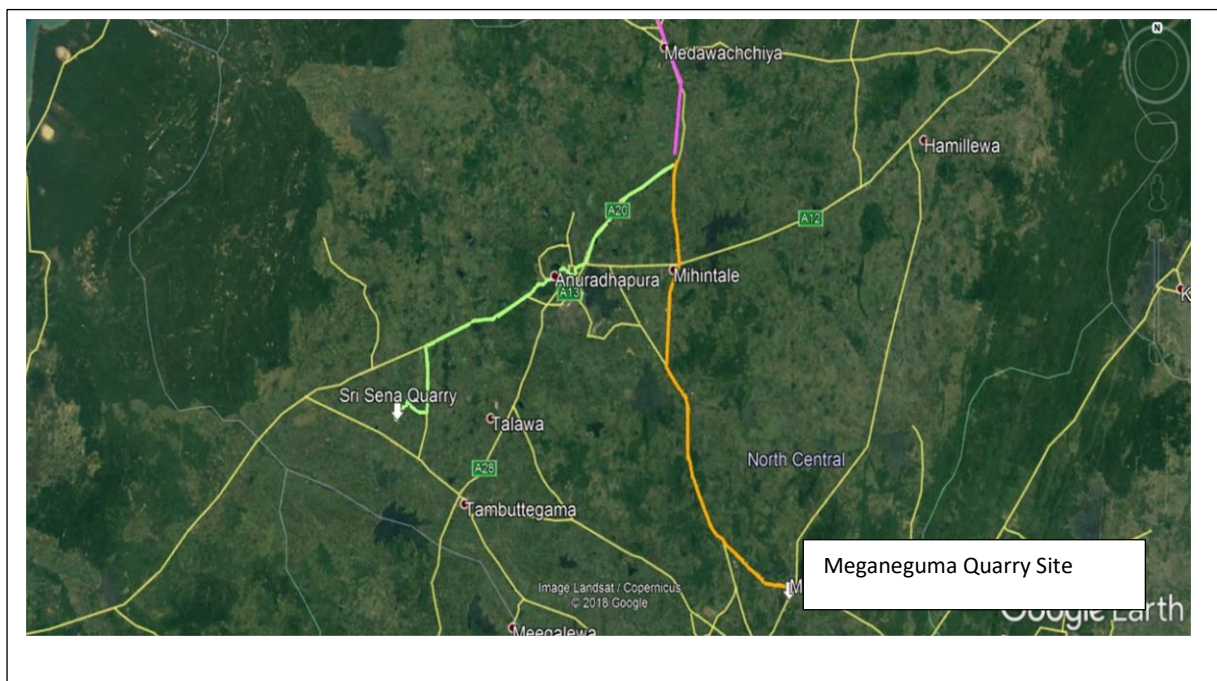 N
Medawachchiya
Hamillewa
A20
A12
Anuradhapura
Mihintale
A13
K
Sri Sena Quarry
Talawa
North Central
A28
Tambuttegama
Meganeguma Quarry Site
M
Image Landsat / Copernicus
© 2018 Google
Google Earth
Meegalewa